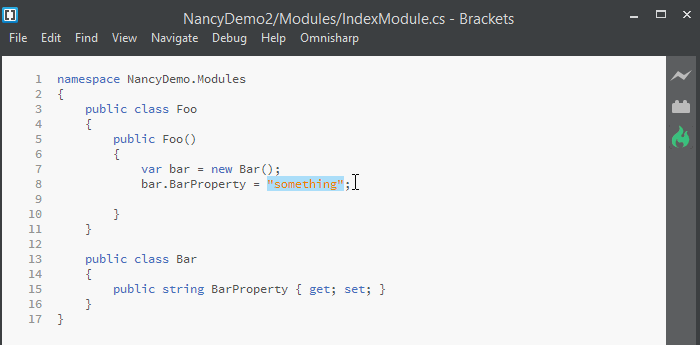 NancyDemo2/Modules/IndexModule.cs - Brackets
File Edit Find View Navigate Debug Help Omnisharp
1 namespace NancyDemo.Modules
2 {
3 public class Foo
4 {
5 public Foo()
6 {
7 var bar = new Bar();
8 bar.BarProperty = "something";
9
10 }
11 }
12
13 public class Bar
14 {
15 public string BarProperty { get; set; }
16 }
17 }